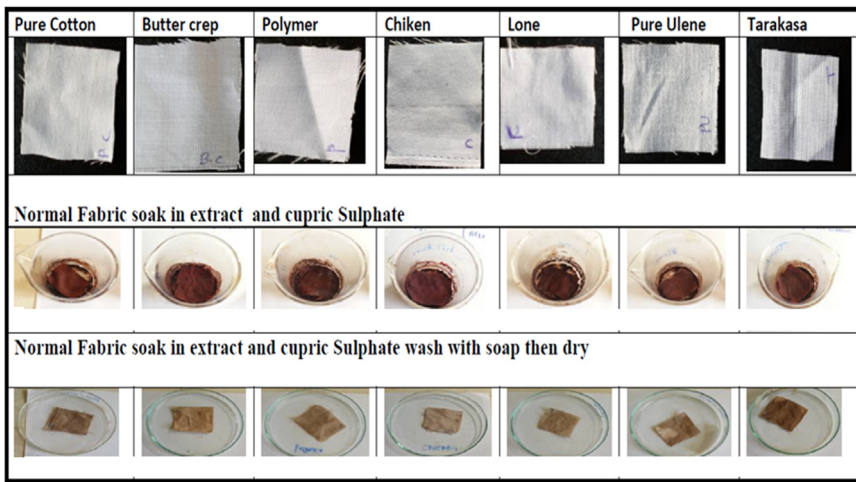 Pure Cotton Butter crep Polymer Chiken Lone Pure Ulene Tarakasa
P C B.C P C L
Normal Fabric soak in extract and cupric Sulphate
Normal Fabric soak in extract and cupric Sulphate wash with soap then dry